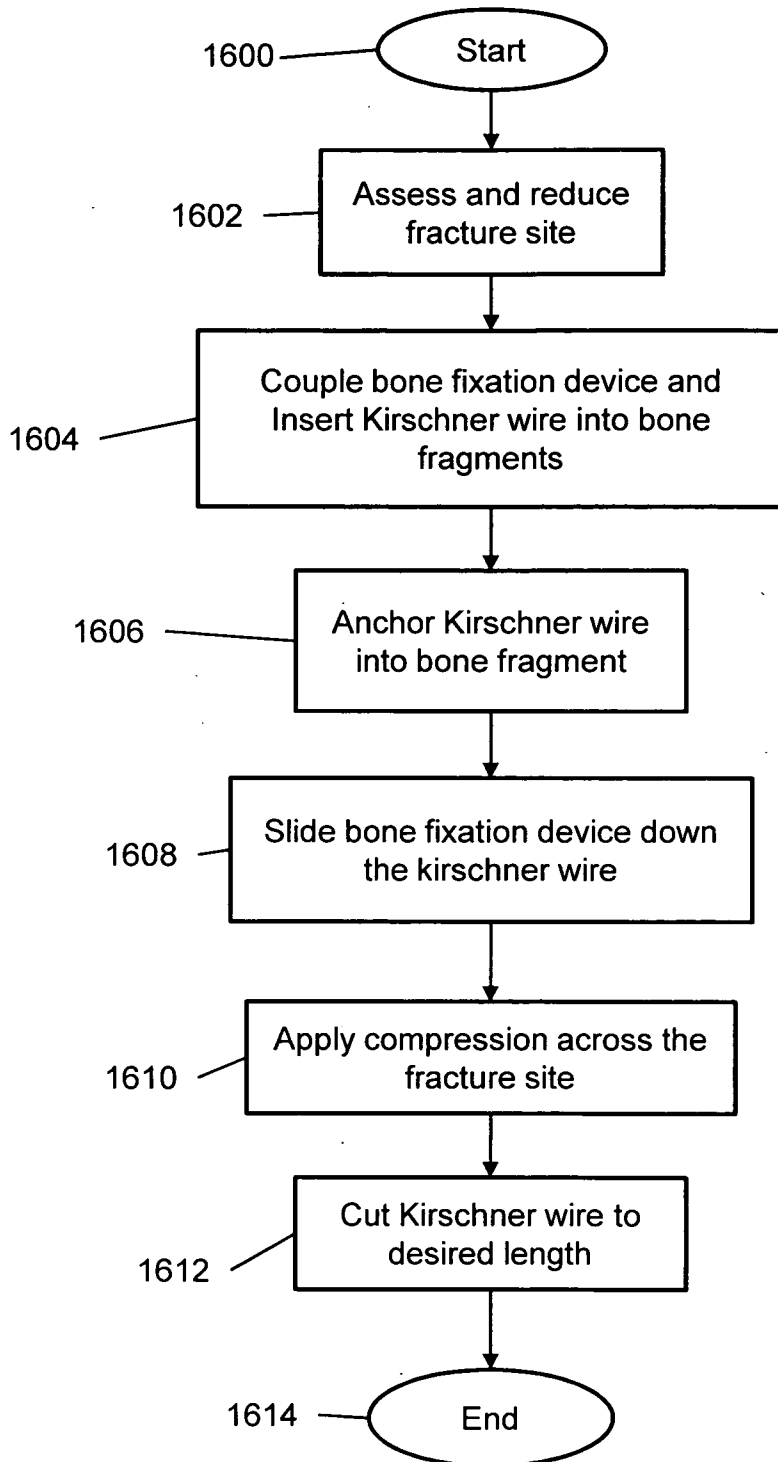 1600
Start
1602
Assess and reduce
fracture site
1604
Couple bone fixation device and
Insert Kirschner wire into bone
fragments
1606
Anchor Kirschner wire
into bone fragment
1608
Slide bone fixation device down
the kirschner wire
1610
Apply compression across the
fracture site
1612
Cut Kirschner wire to
desired length
1614
End